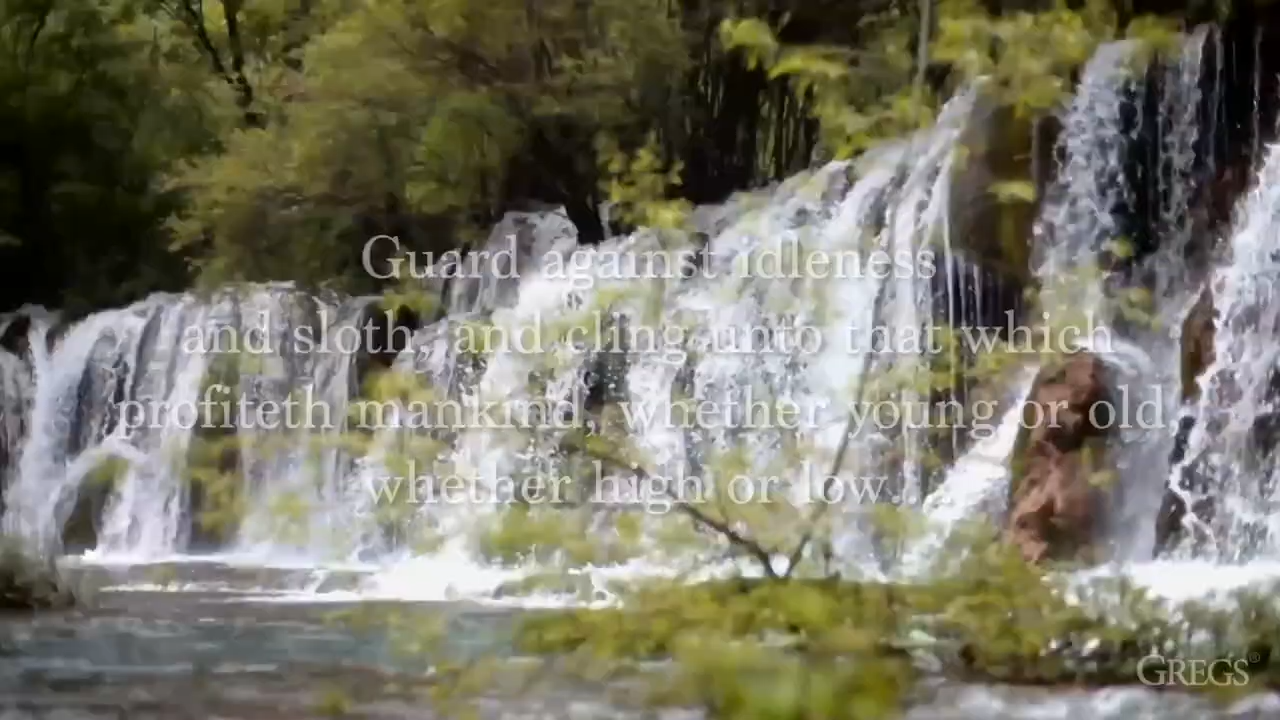 Guard against idleness
and sloth, and cling unto that which
profiteth mankind, whether young or old,
whether high or low....
GREGS®